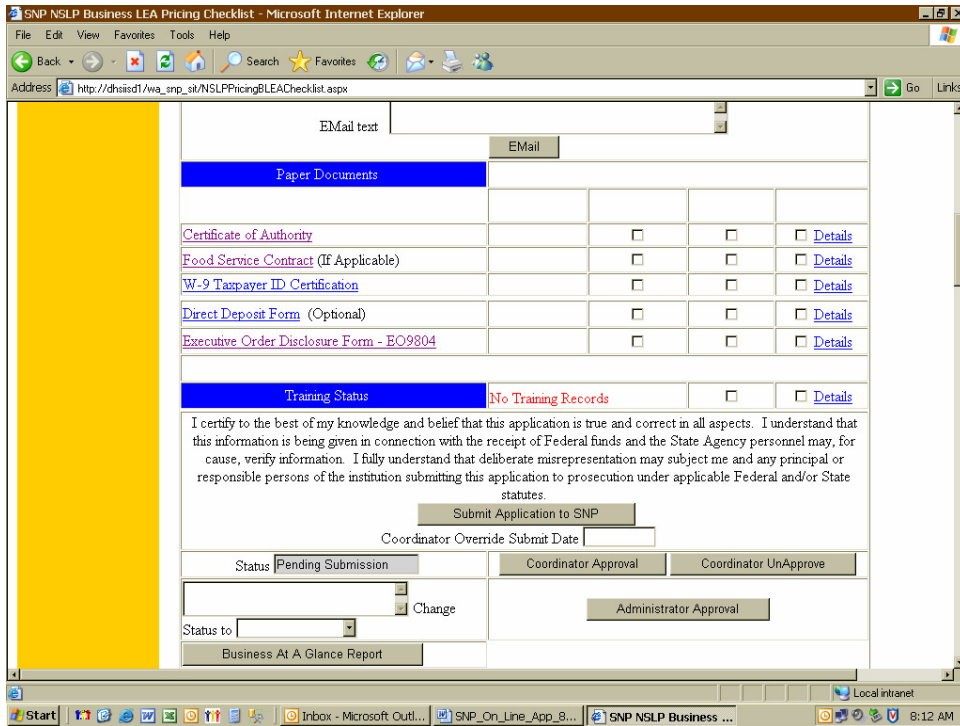 SNP NSLP Business LEA Pricing Checklist - Microsoft Internet Explorer
File Edit View Favorites Tools Help
Back Search Favorites
Address http://dhsiisd1/wa_snp_sit/NSLPPricingBLEAChecklist.aspx Go Links
EMail text
EMail
Paper Documents
Certificate of Authority Details
Food Service Contract (If Applicable) Details
W-9 Taxpayer ID Certification Details
Direct Deposit Form (Optional) Details
Executive Order Disclosure Form - EO9804 Details
Training Status No Training Records Details
I certify to the best of my knowledge and belief that this application is true and correct in all aspects. I understand that
this information is being given in connection with the receipt of Federal funds and the State Agency personnel may, for
cause, verify information. I fully understand that deliberate misrepresentation may subject me and any principal or
responsible persons of the institution submitting this application to prosecution under applicable Federal and/or State
statutes.
Submit Application to SNP
Coordinator Override Submit Date
Status Pending Submission Coordinator Approval Coordinator UnApprove
Change
Administrator Approval
Status to
Business At A Glance Report
Local intranet
Start Inbox - Microsoft Outl... SNP_On_Line_App_8... SNP NSLP Business ... 8:12 AM